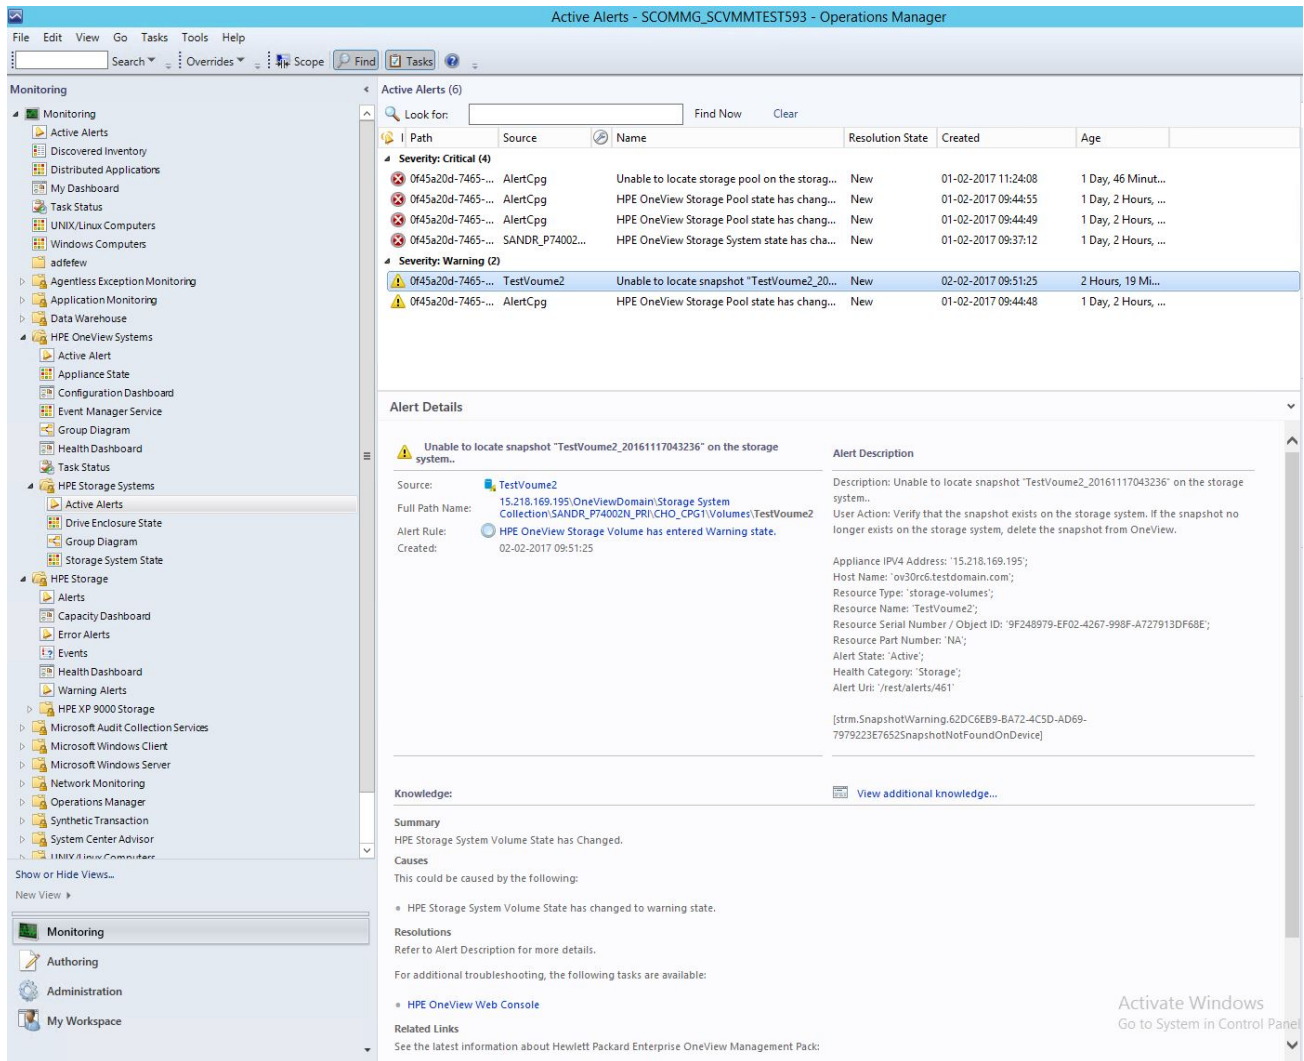 Active Alerts - SCOMMG_SCVMMTEST593 - Operations Manager
File Edit View Go Tasks Tools Help
Search Overrides Scope Find Tasks
Monitoring
Monitoring
Active Alerts
Discovered Inventory
Distributed Applications
My Dashboard
Task Status
UNIX/Linux Computers
Windows Computers
adfefew
Agentless Exception Monitoring
Application Monitoring
Data Warehouse
HPE OneView Systems
Active Alert
Appliance State
Configuration Dashboard
Event Manager Service
Group Diagram
Health Dashboard
Task Status
HPE Storage Systems
Active Alerts
Drive Enclosure State
Group Diagram
Storage System State
HPE Storage
Alerts
Capacity Dashboard
Error Alerts
Events
Health Dashboard
Warning Alerts
HPE XP 9000 Storage
Microsoft Audit Collection Services
Microsoft Windows Client
Microsoft Windows Server
Network Monitoring
Operations Manager
Synthetic Transaction
System Center Advisor
UNIX/Linux Computers
Show or Hide Views...
New View
Monitoring
Authoring
Administration
My Workspace
Active Alerts (6)
Look for: Find Now Clear
I Path Source Name Resolution State Created Age
Severity: Critical (4)
0f45a20d-7465-... AlertCpg Unable to locate storage pool on the storag... New 01-02-2017 11:24:08 1 Day, 46 Minut...
0f45a20d-7465-... AlertCpg HPE OneView Storage Pool state has chang... New 01-02-2017 09:44:55 1 Day, 2 Hours, ...
0f45a20d-7465-... AlertCpg HPE OneView Storage Pool state has chang... New 01-02-2017 09:44:49 1 Day, 2 Hours, ...
0f45a20d-7465-... SANDR_P74002... HPE OneView Storage System state has cha... New 01-02-2017 09:37:12 1 Day, 2 Hours, ...
Severity: Warning (2)
0f45a20d-7465-... TestVoume2 Unable to locate snapshot "TestVoume2_20... New 02-02-2017 09:51:25 2 Hours, 19 Mi...
0f45a20d-7465-... AlertCpg HPE OneView Storage Pool state has chang... New 01-02-2017 09:44:48 1 Day, 2 Hours, ...
Alert Details
Unable to locate snapshot "TestVoume2_20161117043236" on the storage
system..
Source: TestVoume2
Full Path Name: 15.218.169.195\OneViewDomain\Storage System
Collection\SANDR_P74002N_PRI\CHO_CPG1\Volumes\TestVoume2
Alert Rule: HPE OneView Storage Volume has entered Warning state.
Created: 02-02-2017 09:51:25
Alert Description
Description: Unable to locate snapshot "TestVoume2_20161117043236" on the storage
system..
User Action: Verify that the snapshot exists on the storage system. If the snapshot no
longer exists on the storage system, delete the snapshot from OneView.
Appliance IPV4 Address: '15.218.169.195';
Host Name: 'ov30rc6.testdomain.com';
Resource Type: 'storage-volumes';
Resource Name: 'TestVoume2';
Resource Serial Number / Object ID: '9F248979-EF02-4267-998F-A727913DF68E';
Resource Part Number: 'NA';
Alert State: 'Active';
Health Category: 'Storage';
Alert Uri: '/rest/alerts/461'
[strm.SnapshotWarning.62DC6EB9-BA72-4C5D-AD69-
7979223E7652SnapshotNotFoundOnDevice]
Knowledge:
View additional knowledge...
Summary
HPE Storage System Volume State has Changed.
Causes
This could be caused by the following:
HPE Storage System Volume State has changed to warning state.
Resolutions
Refer to Alert Description for more details.
For additional troubleshooting, the following tasks are available:
HPE OneView Web Console
Related Links
See the latest information about Hewlett Packard Enterprise OneView Management Pack:
Activate Windows
Go to System in Control Panel